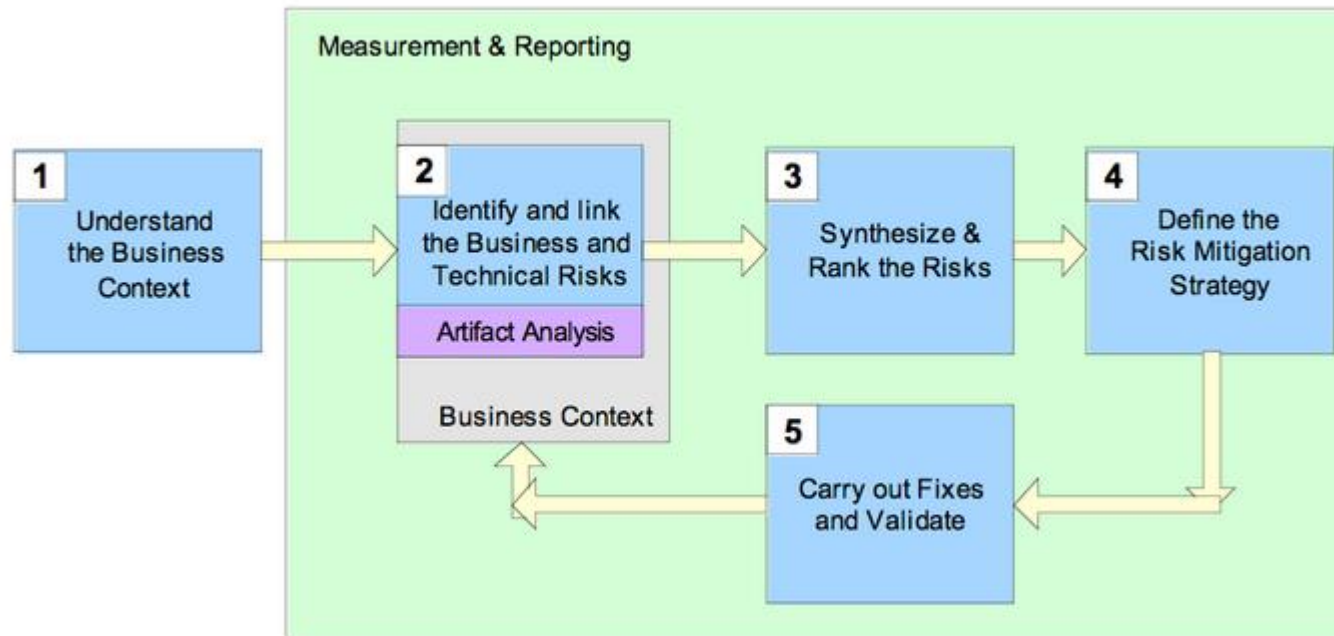 Measurement & Reporting
1
Understand
the Business
Context
2
Identify and link
the Business and
Technical Risks
Artifact Analysis
Business Context
3
Synthesize &
Rank the Risks
4
Define the
Risk Mitigation
Strategy
5
Carry out Fixes
and Validate